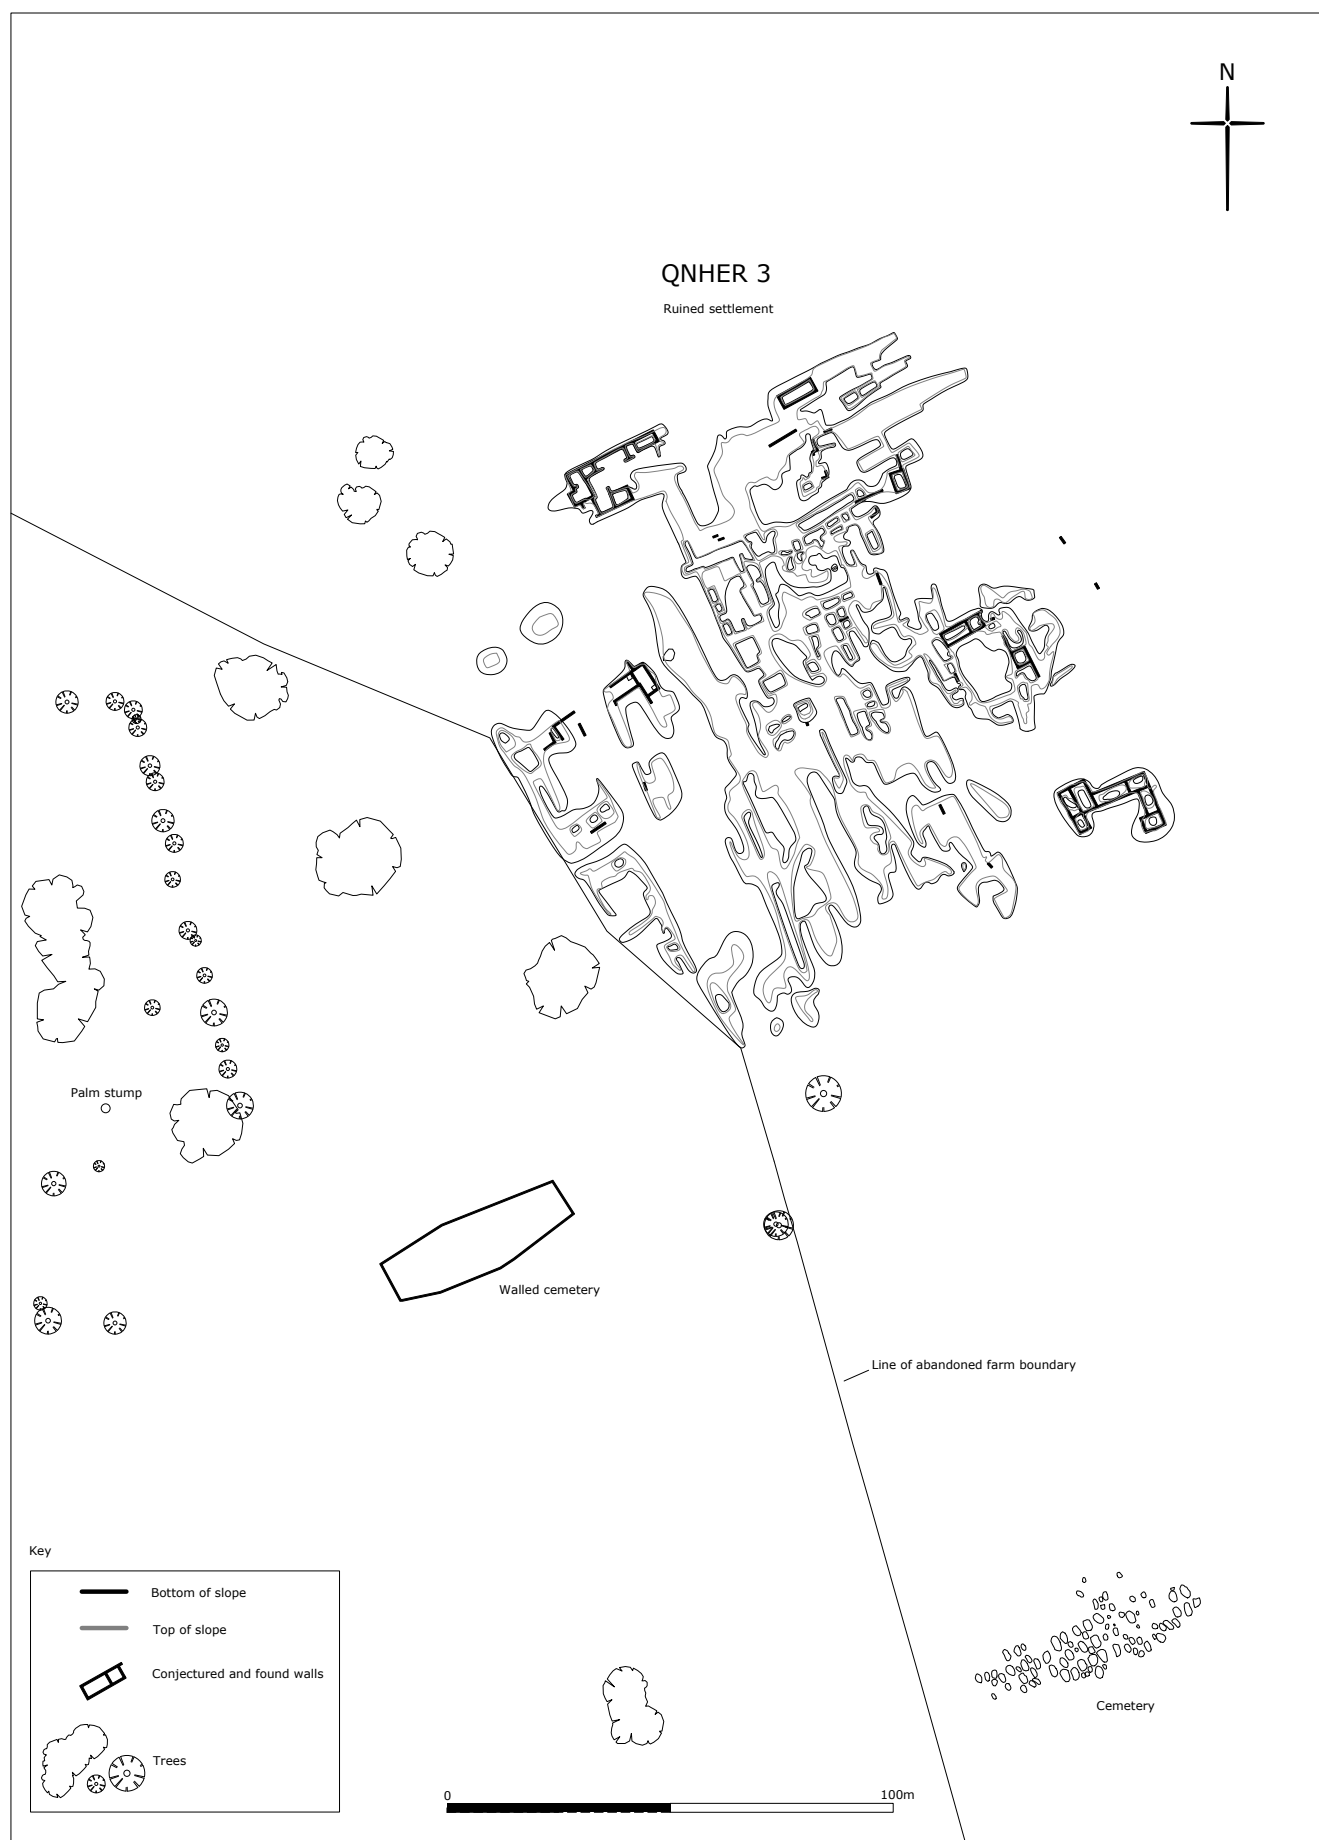 N
QNHER 3
Ruined settlement
Palm stump
Walled cemetery
Line of abandoned farm boundary
Key
Bottom of slope
Top of slope
Conjectured and found walls
Trees
Cemetery
0 100m